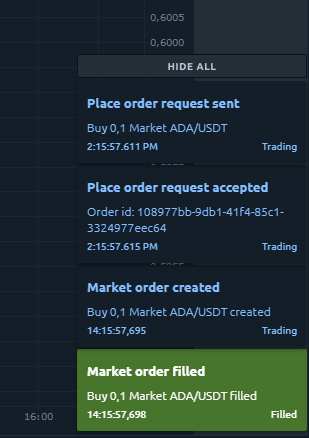 0,6005
0,6000
HIDE ALL
Place order request sent
Buy 0,1 Market ADA/USDT
2:15:57.611 PM Trading
Place order request accepted
Order id: 108977bb-9db1-41f4-85c1-
3324977eec64
2:15:57.615 PM Trading
Market order created
Buy 0,1 Market ADA/USDT created
14:15:57,695 Trading
Market order filled
Buy 0,1 Market ADA/USDT filled
14:15:57,698 Filled
16:00